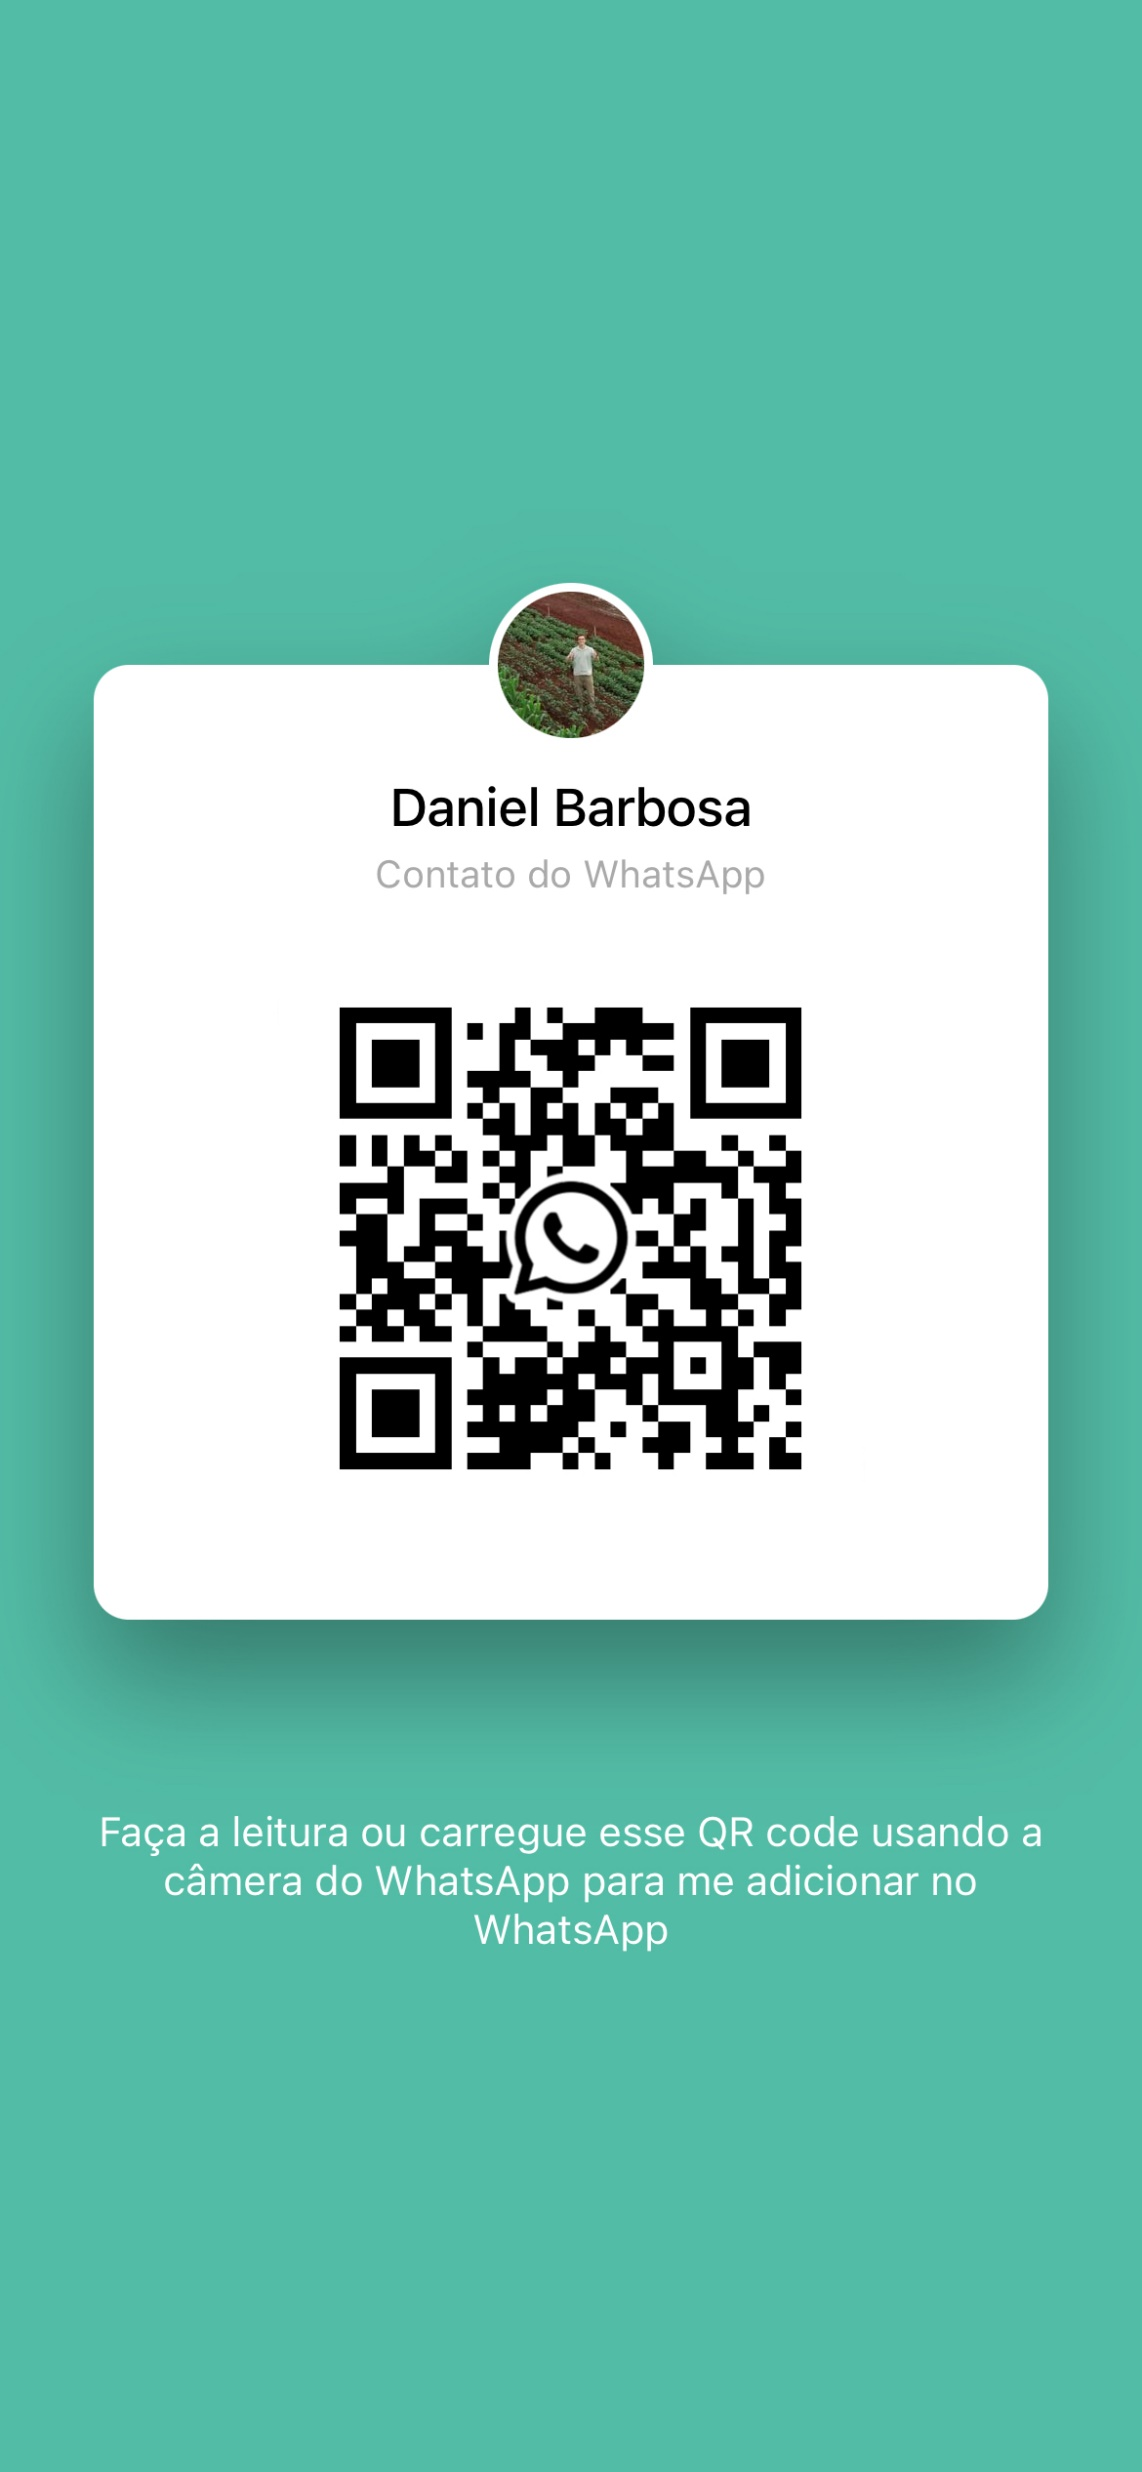 Daniel Barbosa
Contato do WhatsApp
Faça a leitura ou carregue esse QR code usando a
câmera do WhatsApp para me adicionar no
WhatsApp